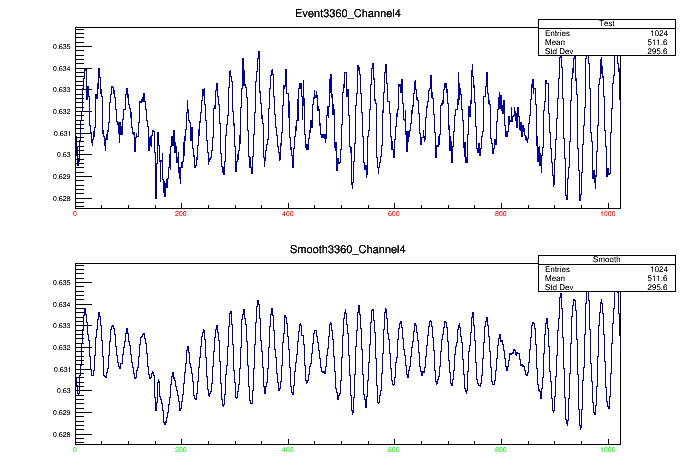 Event3360_Channel4
Test
Entries 1024
Mean 511.6
Std Dev 295.6
0.635
0.634
0.633
0.632
0.631
0.63
0.629
0.628
0 200 400 600 800 1000
Smooth3360_Channel4
Smooth
Entries 1024
Mean 511.6
Std Dev 295.6
0.635
0.634
0.633
0.632
0.631
0.63
0.629
0.628
0 200 400 600 800 1000